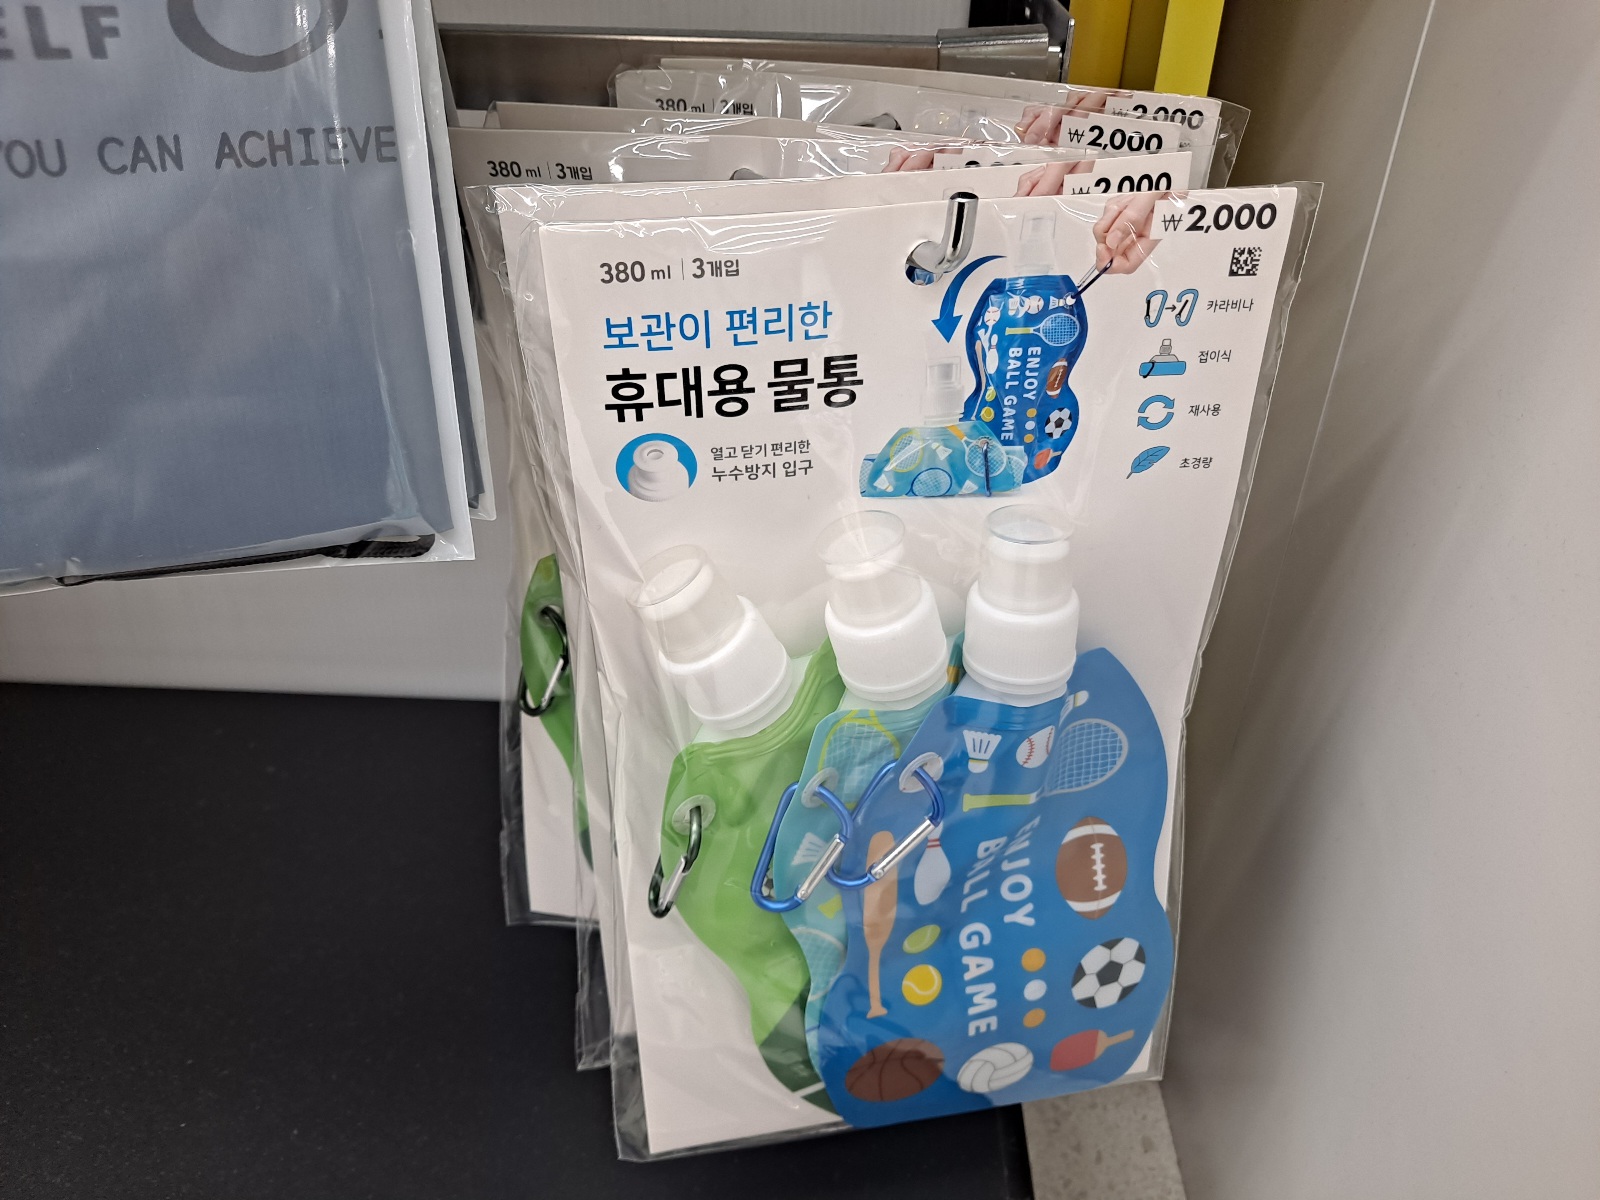 ELF
YOU CAN ACHIEVE
380 ml | 3개입
₩2,000
₩2,000
380 ml | 3개입
₩2,000
₩2,000
380 ml | 3개입
보관이 편리한
휴대용 물통
열고 닫기 편리한
누수방지 입구
ENJOY
BALL GAME
카라비나
접이식
재사용
초경량
ENJOY
BALL GAME